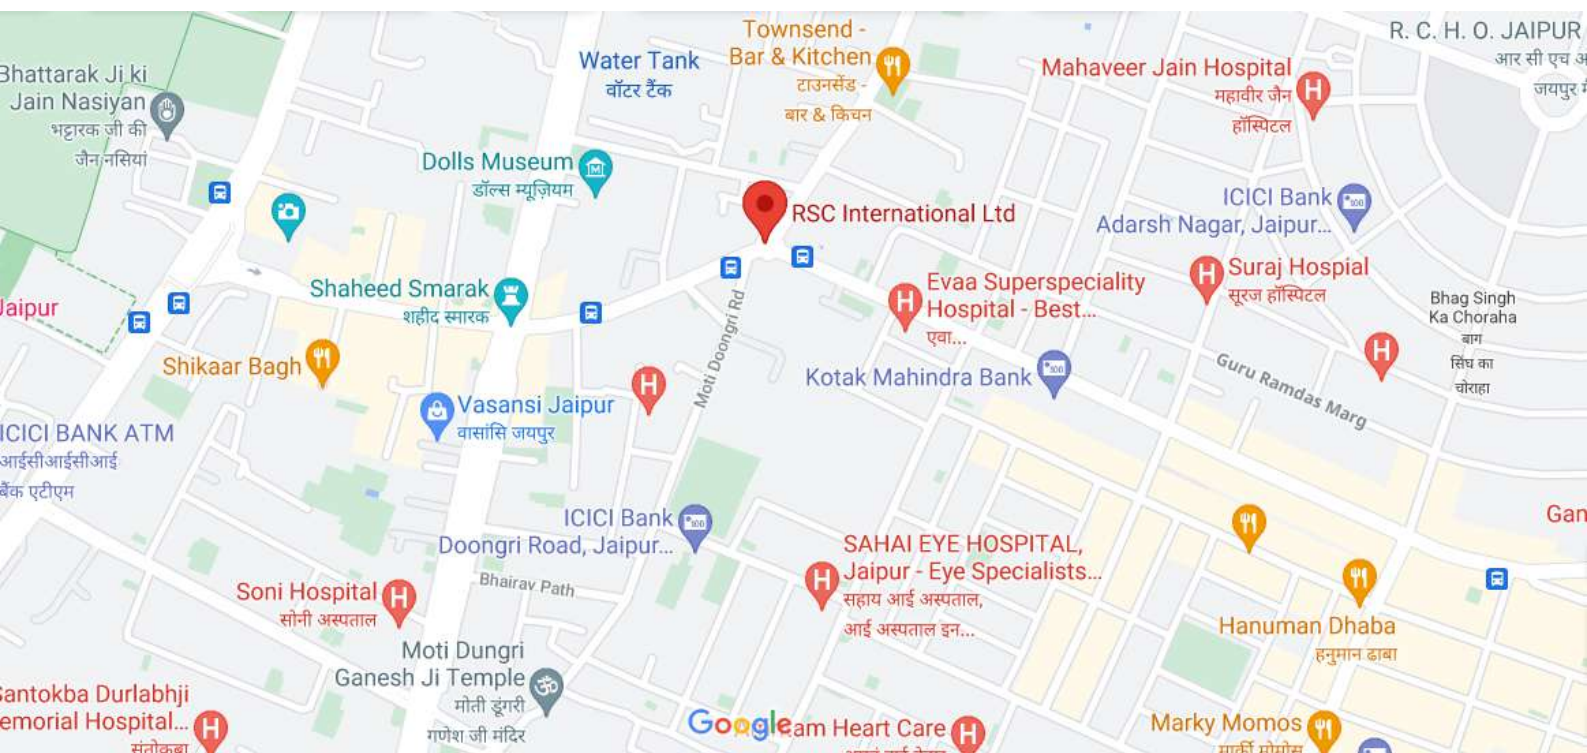 Townsend -
Bar & Kitchen
टाउनसेंड -
बार & किचन
Water Tank
वॉटर टैंक
R. C. H. O. JAIPUR
आर सी एच
जयपुर
Mahaveer Jain Hospital
महावीर जैन
हॉस्पिटल
Bhattarak Ji ki
Jain Nasiyan
भट्टारक जी की
जैन नसियां
Dolls Museum
डॉल्स म्यूज़ियम
RSC International Ltd
ICICI Bank
Adarsh Nagar, Jaipur...
Shaheed Smarak
शहीद स्मारक
Evaa Superspeciality
Hospital - Best...
एवा...
Suraj Hospial
सूरज हॉस्पिटल
Bhag Singh
Ka Choraha
बाग
सिंघ का
चोराहा
Jaipur
Shikaar Bagh
Moti Doongri Rd
Kotak Mahindra Bank
Guru Ramdas Marg
Vasansi Jaipur
वासांसि जयपुर
ICICI BANK ATM
आईसीआईसीआई
बैंक एटीएम
ICICI Bank
Doongri Road, Jaipur...
Gan
SAHAI EYE HOSPITAL,
Jaipur - Eye Specialists...
सहाय आई अस्पताल,
आई अस्पताल इन...
Bhairav Path
Soni Hospital
सोनी अस्पताल
Hanuman Dhaba
हनुमान ढाबा
Moti Dungri
Ganesh Ji Temple
मोती डूंगरी
गणेश जी मंदिर
Santokba Durlabhji
emorial Hospital...
संतोकबा
Google
am Heart Care
Marky Momos
मार्की मोमोस